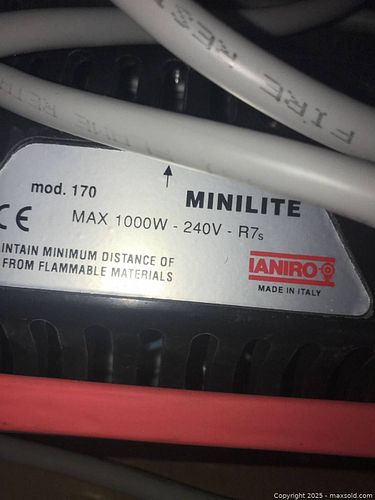 FIRE RES
mod. 170
MINILITE
CE
MAX 1000W - 240V - R7s
INTAIN MINIMUM DISTANCE OF
FROM FLAMMABLE MATERIALS
IANIRO
MADE IN ITALY
Copyright 2025 - maxsold.com